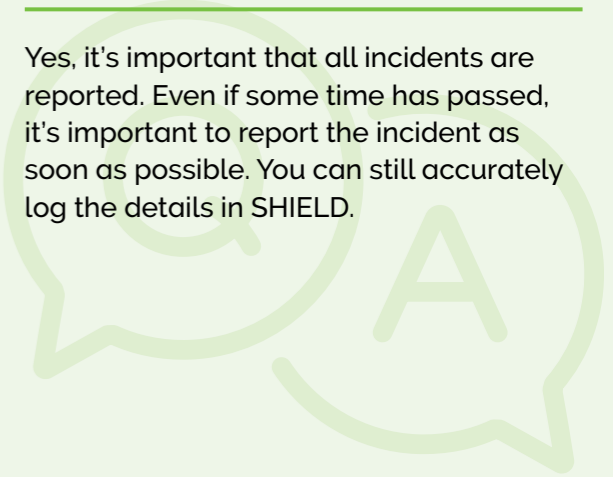 Yes, it's important that all incidents are
reported. Even if some time has passed,
it's important to report the incident as
soon as possible. You can still accurately
log the details in SHIELD.
Q
A